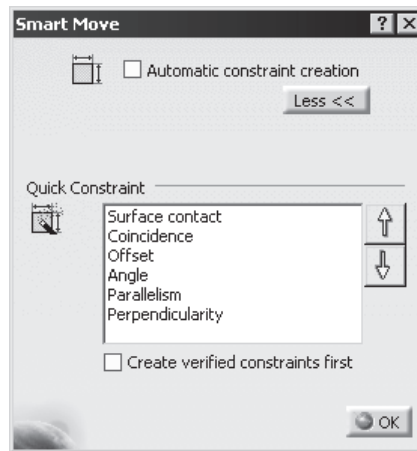 Smart Move
Automatic constraint creation
Less <<
Quick Constraint
Surface contact
Coincidence
Offset
Angle
Parallelism
Perpendicularity
Create verified constraints first
OK